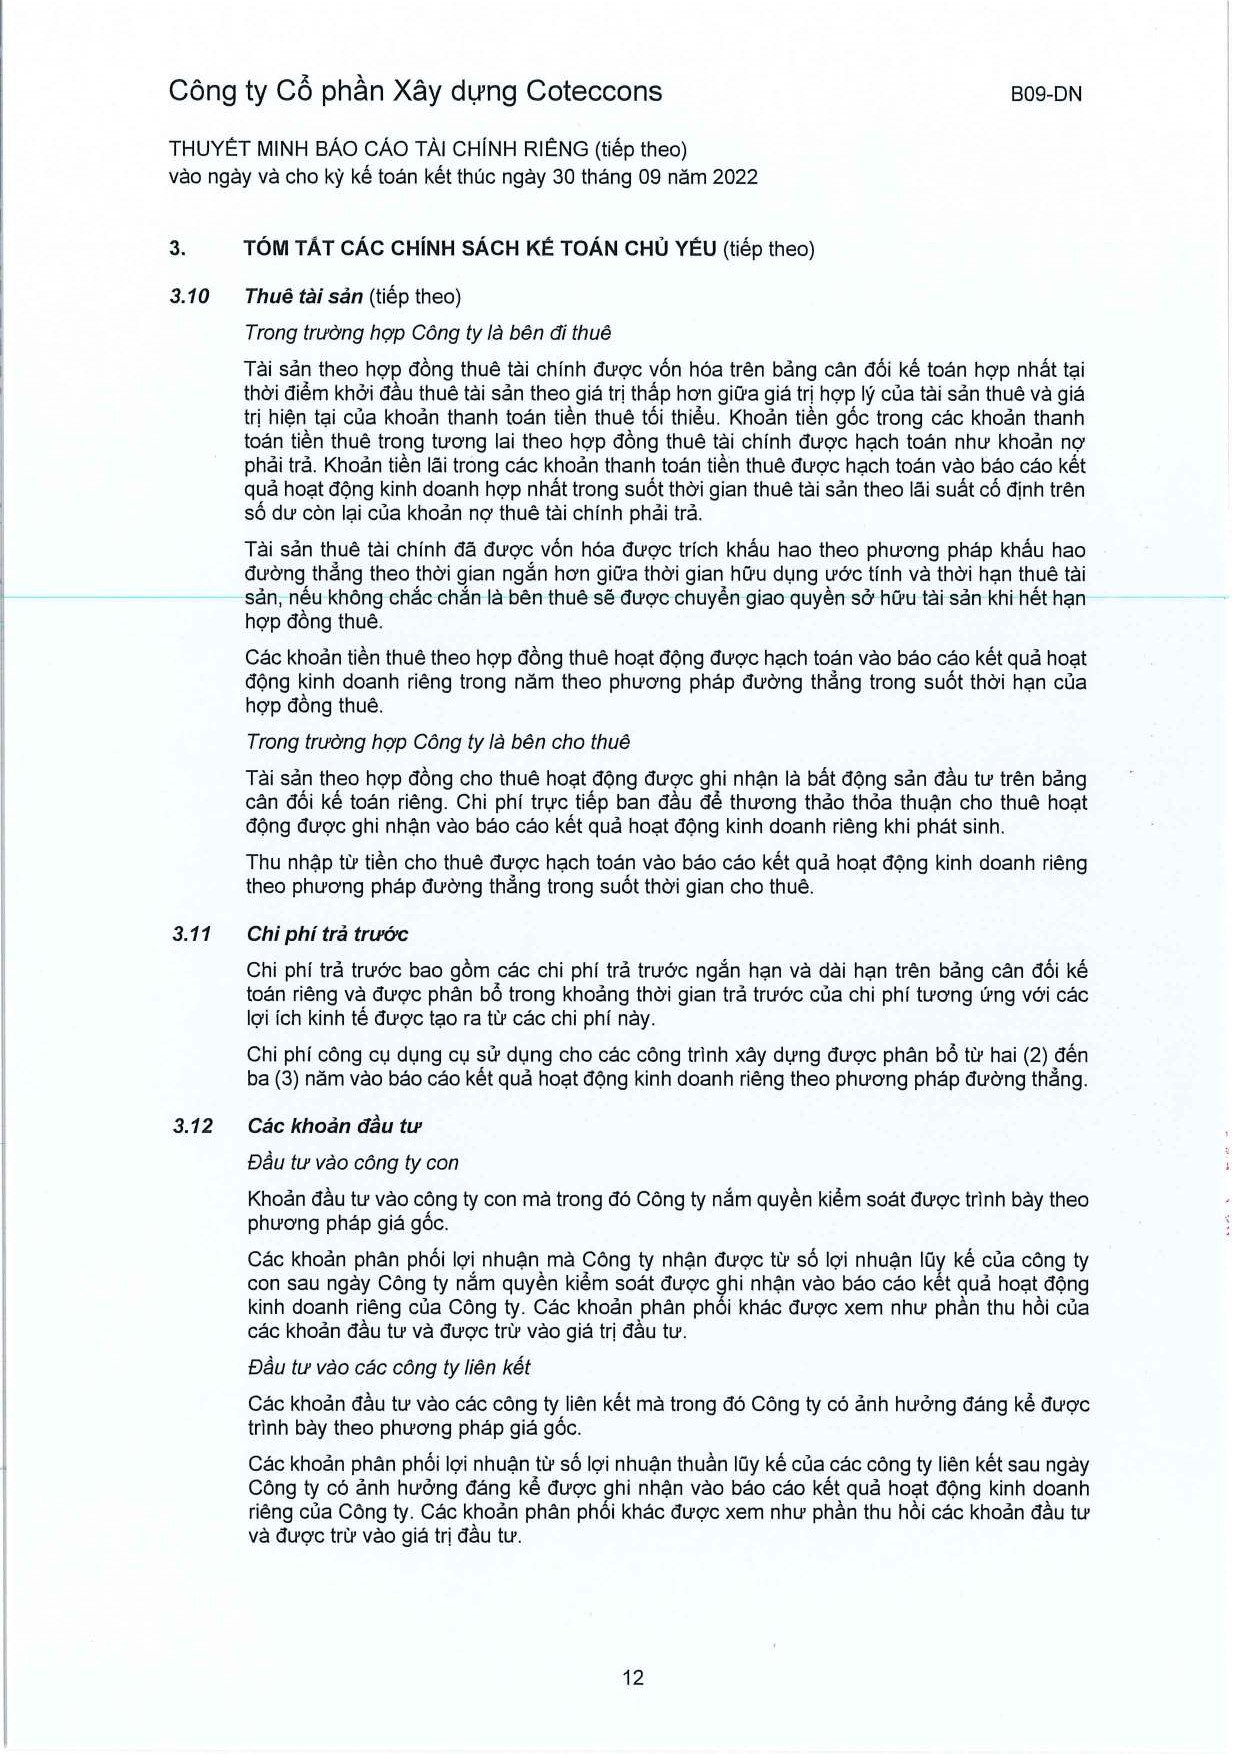 Công ty Cổ phần Xây dựng Coteccons
B09-DN
THUYẾT MINH BÁO CÁO TÀI CHÍNH RIÊNG (tiếp theo)
vào ngày và cho kỳ kế toán kết thúc ngày 30 tháng 09 năm 2022
3. TÓM TẮT CÁC CHÍNH SÁCH KẾ TOÁN CHỦ YẾU (tiếp theo)
3.10 Thuê tài sản (tiếp theo)
Trong trường hợp Công ty là bên đi thuê
Tài sản theo hợp đồng thuê tài chính được vốn hóa trên bảng cân đối kế toán hợp nhất tại
thời điểm khởi đầu thuê tài sản theo giá trị thấp hơn giữa giá trị hợp lý của tài sản thuê và giá
trị hiện tại của khoản thanh toán tiền thuê tối thiểu. Khoản tiền gốc trong các khoản thanh
toán tiền thuê trong tương lai theo hợp đồng thuê tài chính được hạch toán như khoản nợ
phải trả. Khoản tiền lãi trong các khoản thanh toán tiền thuê được hạch toán vào báo cáo kết
quả hoạt động kinh doanh hợp nhất trong suốt thời gian thuê tài sản theo lãi suất cố định trên
số dư còn lại của khoản nợ thuê tài chính phải trả.
Tài sản thuê tài chính đã được vốn hóa được trích khấu hao theo phương pháp khấu hao
đường thẳng theo thời gian ngắn hơn giữa thời gian hữu dụng ước tính và thời hạn thuê tài
sản, nếu không chắc chắn là bên thuê sẽ được chuyển giao quyền sở hữu tài sản khi hết hạn
hợp đồng thuê.
Các khoản tiền thuê theo hợp đồng thuê hoạt động được hạch toán vào báo cáo kết quả hoạt
động kinh doanh riêng trong năm theo phương pháp đường thẳng trong suốt thời hạn của
hợp đồng thuê.
Trong trường hợp Công ty là bên cho thuê
Tài sản theo hợp đồng cho thuê hoạt động được ghi nhận là bất động sản đầu tư trên bảng
cân đối kế toán riêng. Chi phí trực tiếp ban đầu để thương thảo thỏa thuận cho thuê hoạt
động được ghi nhận vào báo cáo kết quả hoạt động kinh doanh riêng khi phát sinh.
Thu nhập từ tiền cho thuê được hạch toán vào báo cáo kết quả hoạt động kinh doanh riêng
theo phương pháp đường thẳng trong suốt thời gian cho thuê.
3.11 Chi phí trả trước
Chi phí trả trước bao gồm các chi phí trả trước ngắn hạn và dài hạn trên bảng cân đối kế
toán riêng và được phân bổ trong khoảng thời gian trả trước của chi phí tương ứng với các
lợi ích kinh tế được tạo ra từ các chi phí này.
Chi phí công cụ dụng cụ sử dụng cho các công trình xây dựng được phân bổ từ hai (2) đến
ba (3) năm vào báo cáo kết quả hoạt động kinh doanh riêng theo phương pháp đường thẳng.
3.12 Các khoản đầu tư
Đầu tư vào công ty con
Khoản đầu tư vào công ty con mà trong đó Công ty nắm quyền kiểm soát được trình bày theo
phương pháp giá gốc.
Các khoản phân phối lợi nhuận mà Công ty nhận được từ số lợi nhuận lũy kế của công ty
con sau ngày Công ty nắm quyền kiểm soát được ghi nhận vào báo cáo kết quả hoạt động
kinh doanh riêng của Công ty. Các khoản phân phối khác được xem như phần thu hồi của
các khoản đầu tư và được trừ vào giá trị đầu tư.
Đầu tư vào các công ty liên kết
Các khoản đầu tư vào các công ty liên kết mà trong đó Công ty có ảnh hưởng đáng kể được
trình bày theo phương pháp giá gốc.
Các khoản phân phối lợi nhuận từ số lợi nhuận thuần lũy kế của các công ty liên kết sau ngày
Công ty có ảnh hưởng đáng kể được ghi nhận vào báo cáo kết quả hoạt động kinh doanh
riêng của Công ty. Các khoản phân phối khác được xem như phần thu hồi các khoản đầu tư
và được trừ vào giá trị đầu tư.
12